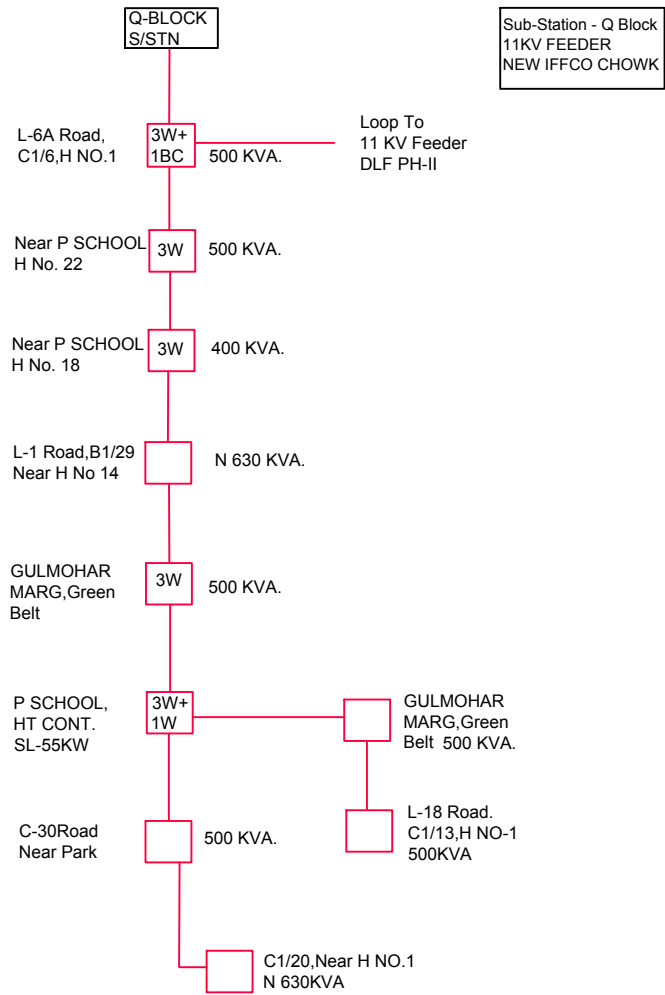 Q-BLOCK
S/STN
Sub-Station - Q Block
11KV FEEDER
NEW IFFCO CHOWK
L-6A Road,
C1/6,H NO.1
3W+
1BC
500 KVA.
Loop To
11 KV Feeder
DLF PH-II
Near P SCHOOL
H No. 22
3W
500 KVA.
Near P SCHOOL
H No. 18
3W
400 KVA.
L-1 Road,B1/29
Near H No 14
N 630 KVA.
GULMOHAR
MARG,Green
Belt
3W
500 KVA.
P SCHOOL,
HT CONT.
SL-55KW
3W+
1W
GULMOHAR
MARG,Green
Belt 500 KVA.
C-30Road
Near Park
500 KVA.
L-18 Road.
C1/13,H NO-1
500KVA
C1/20,Near H NO.1
N 630KVA